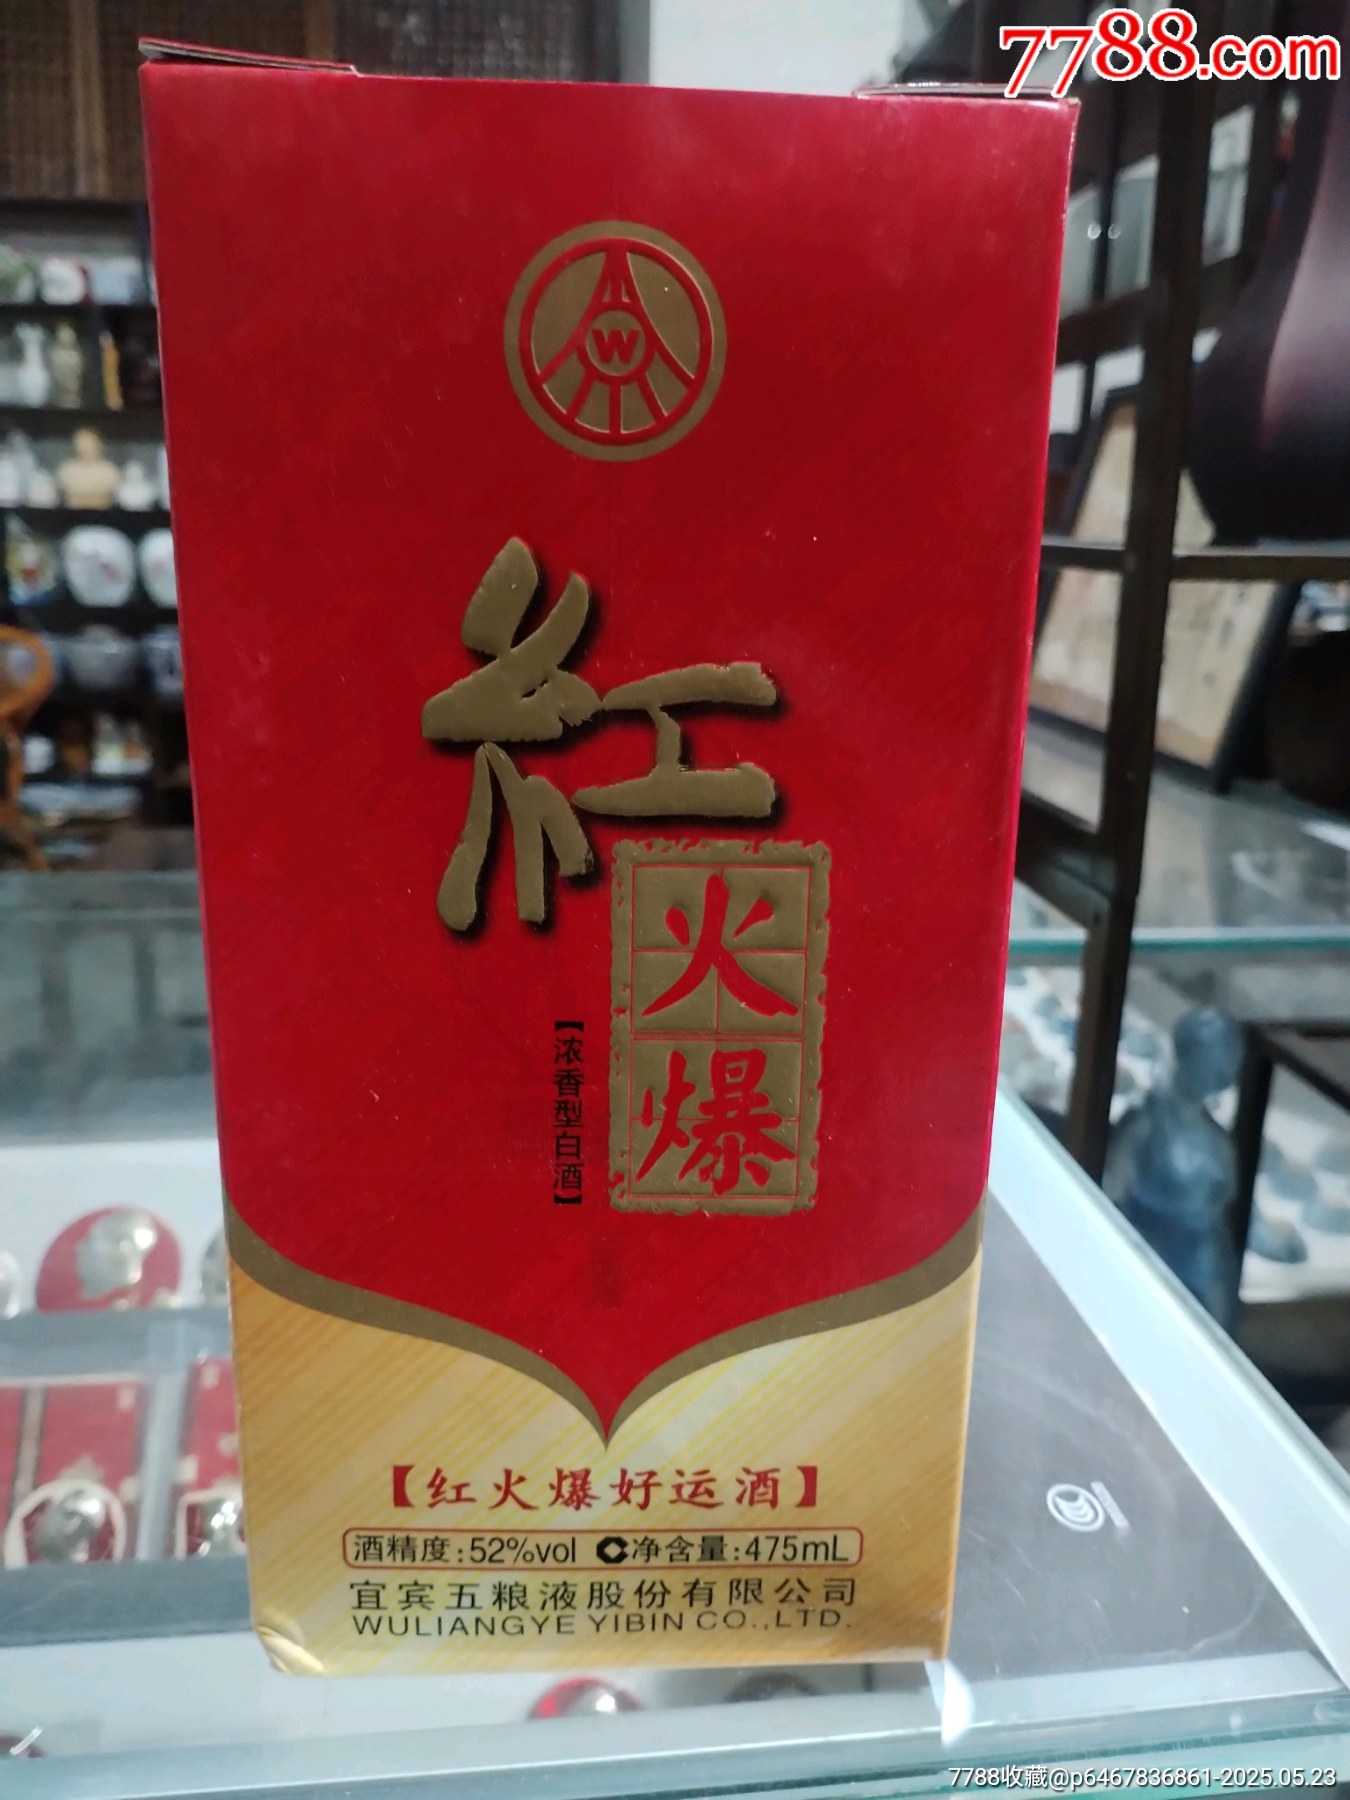 7788.com
W
紅
火
爆
【浓香型白酒】
【红火爆好运酒】
酒精度:52%vol 净含量:475mL
宜宾五粮液股份有限公司
WULIANGYE YIBIN CO.,LTD.
7788收藏@p6467836861-2025.05.23